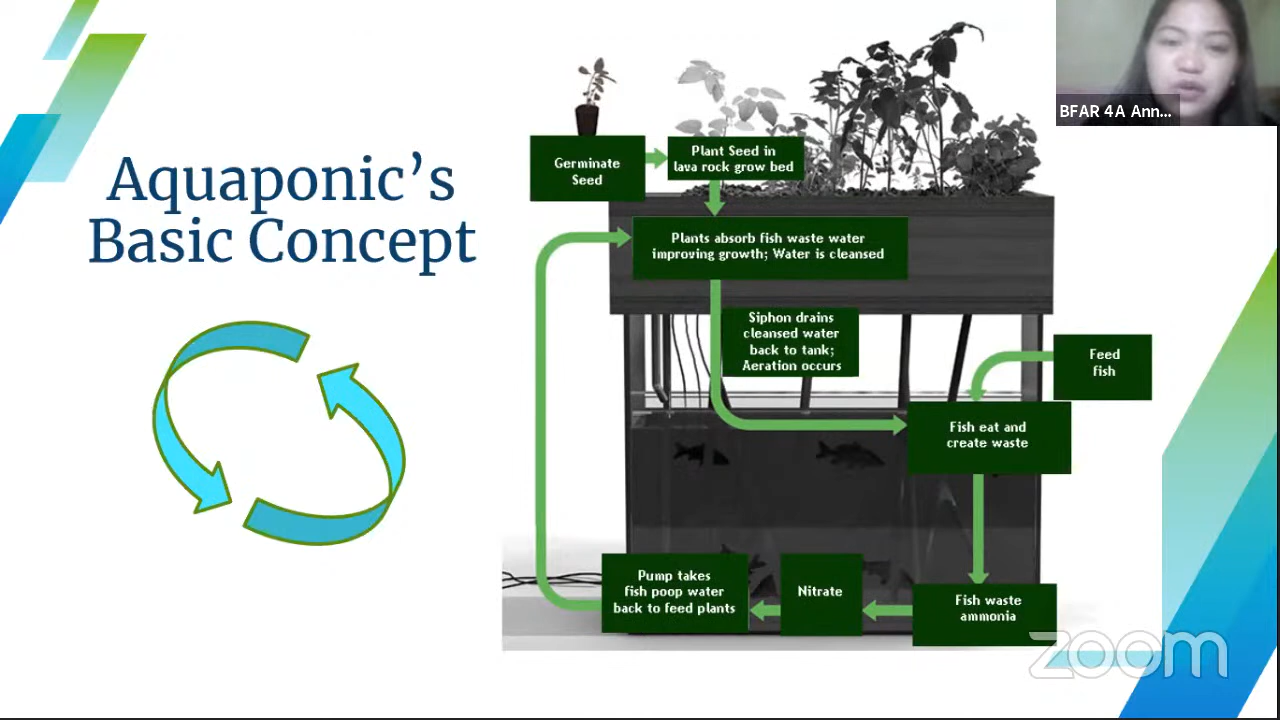 Aquaponic’s
Basic Concept
Germinate
Seed
Plant Seed in
lava rock grow bed
Plants absorb fish waste water
improving growth; Water is cleansed
Siphon drains
cleansed water
back to tank;
Aeration occurs
Feed
fish
Fish eat and
create waste
Fish waste
ammonia
Nitrate
Pump takes
fish poop water
back to feed plants
BFAR 4A Ann...
zoom